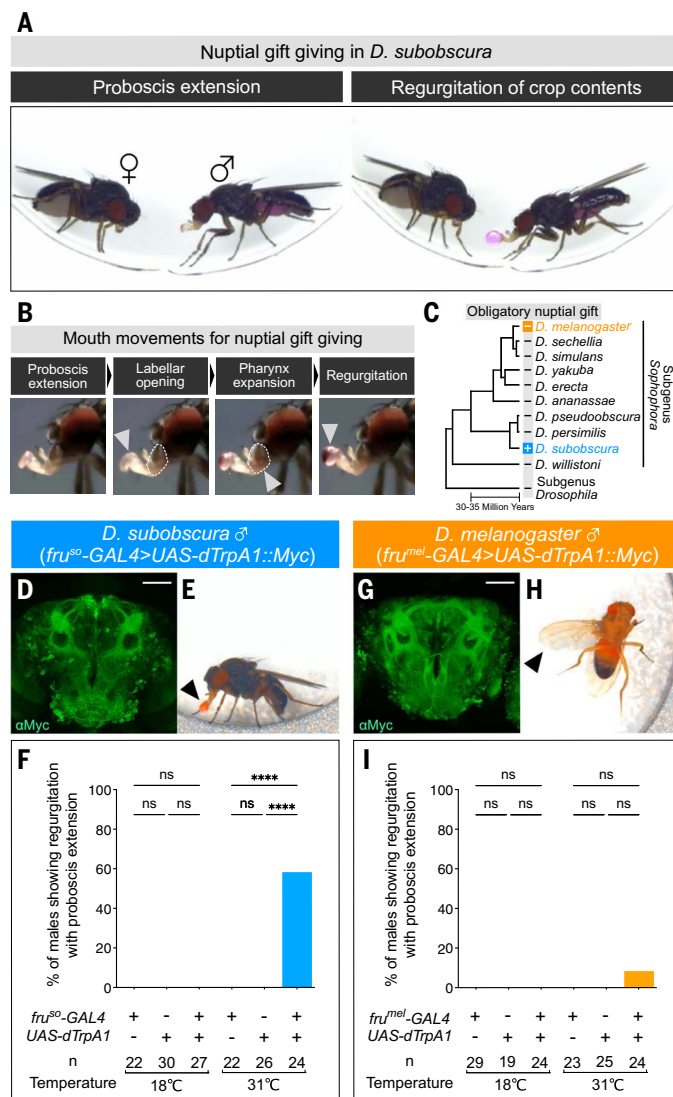 A
Nuptial gift giving in D. subobscura
Proboscis extension
Regurgitation of crop contents
♀
♂
B
Mouth movements for nuptial gift giving
Proboscis extension
Labellar opening
Pharynx expansion
Regurgitation
C
Obligatory nuptial gift
− D. melanogaster
− D. sechellia
− D. simulans
− D. yakuba
− D. erecta
− D. ananassae
− D. pseudoobscura
− D. persimilis
+ D. subobscura
− D. willistoni
− Subgenus Drosophila
Subgenus Sophophora
30-35 Million Years
D. subobscura ♂
(fruso-GAL4>UAS-dTrpA1::Myc)
D. melanogaster ♂
(frumel-GAL4>UAS-dTrpA1::Myc)
D
αMyc
E
G
αMyc
H
F
% of males showing regurgitation
with proboscis extension
100
80
60
40
20
0
ns
ns ns
****
ns ****
fruso-GAL4 + − + + − +
UAS-dTrpA1 − + + − + +
n 22 30 27 22 26 24
Temperature 18℃ 31℃
I
% of males showing regurgitation
with proboscis extension
100
80
60
40
20
0
ns
ns ns
ns
ns ns
frumel-GAL4 + − + + − +
UAS-dTrpA1 − + + − + +
n 29 19 24 23 25 24
Temperature 18℃ 31℃